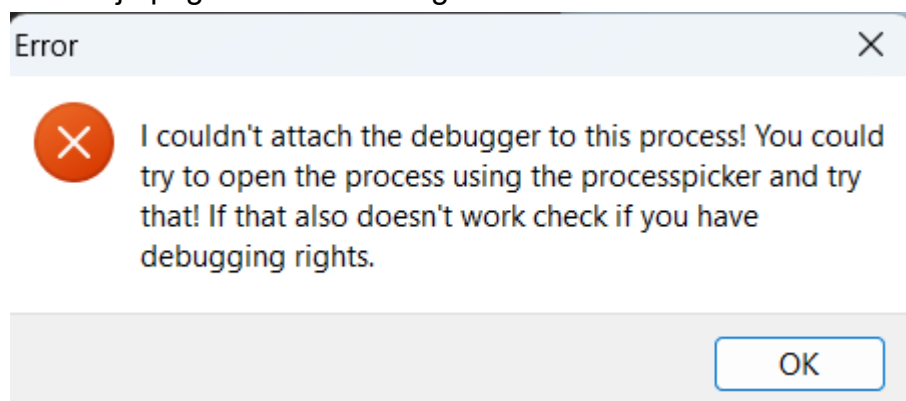 Error
I couldn't attach the debugger to this process! You could
try to open the process using the processpicker and try
that! If that also doesn't work check if you have
debugging rights.
OK